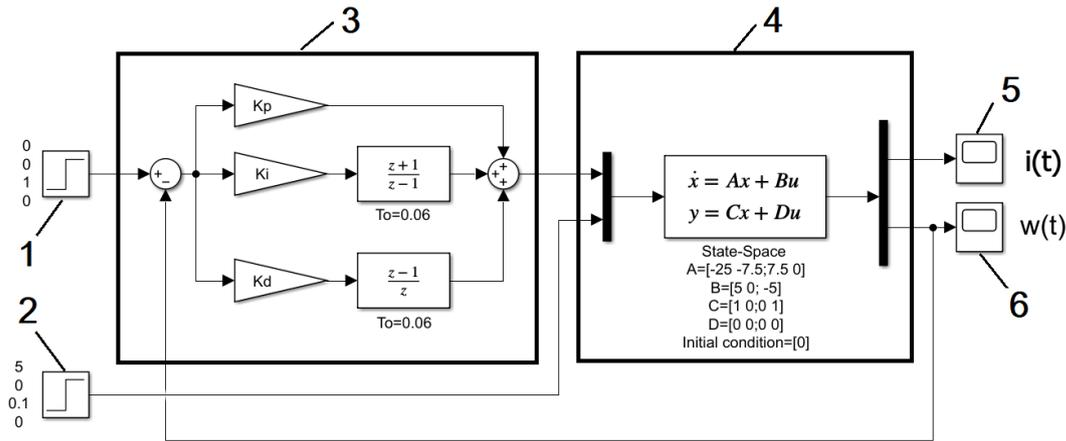 3
4
5
Kp
0
0
1
0
+
−
Ki
z+1
z−1
To=0.06
+
+
+
ẋ = Ax + Bu
y = Cx + Du
i(t)
w(t)
1
State-Space
A=[-25 -7.5;7.5 0]
B=[5 0; -5]
C=[1 0;0 1]
D=[0 0;0 0]
Initial condition=[0]
Kd
z−1
z
To=0.06
6
2
5
0
0.1
0